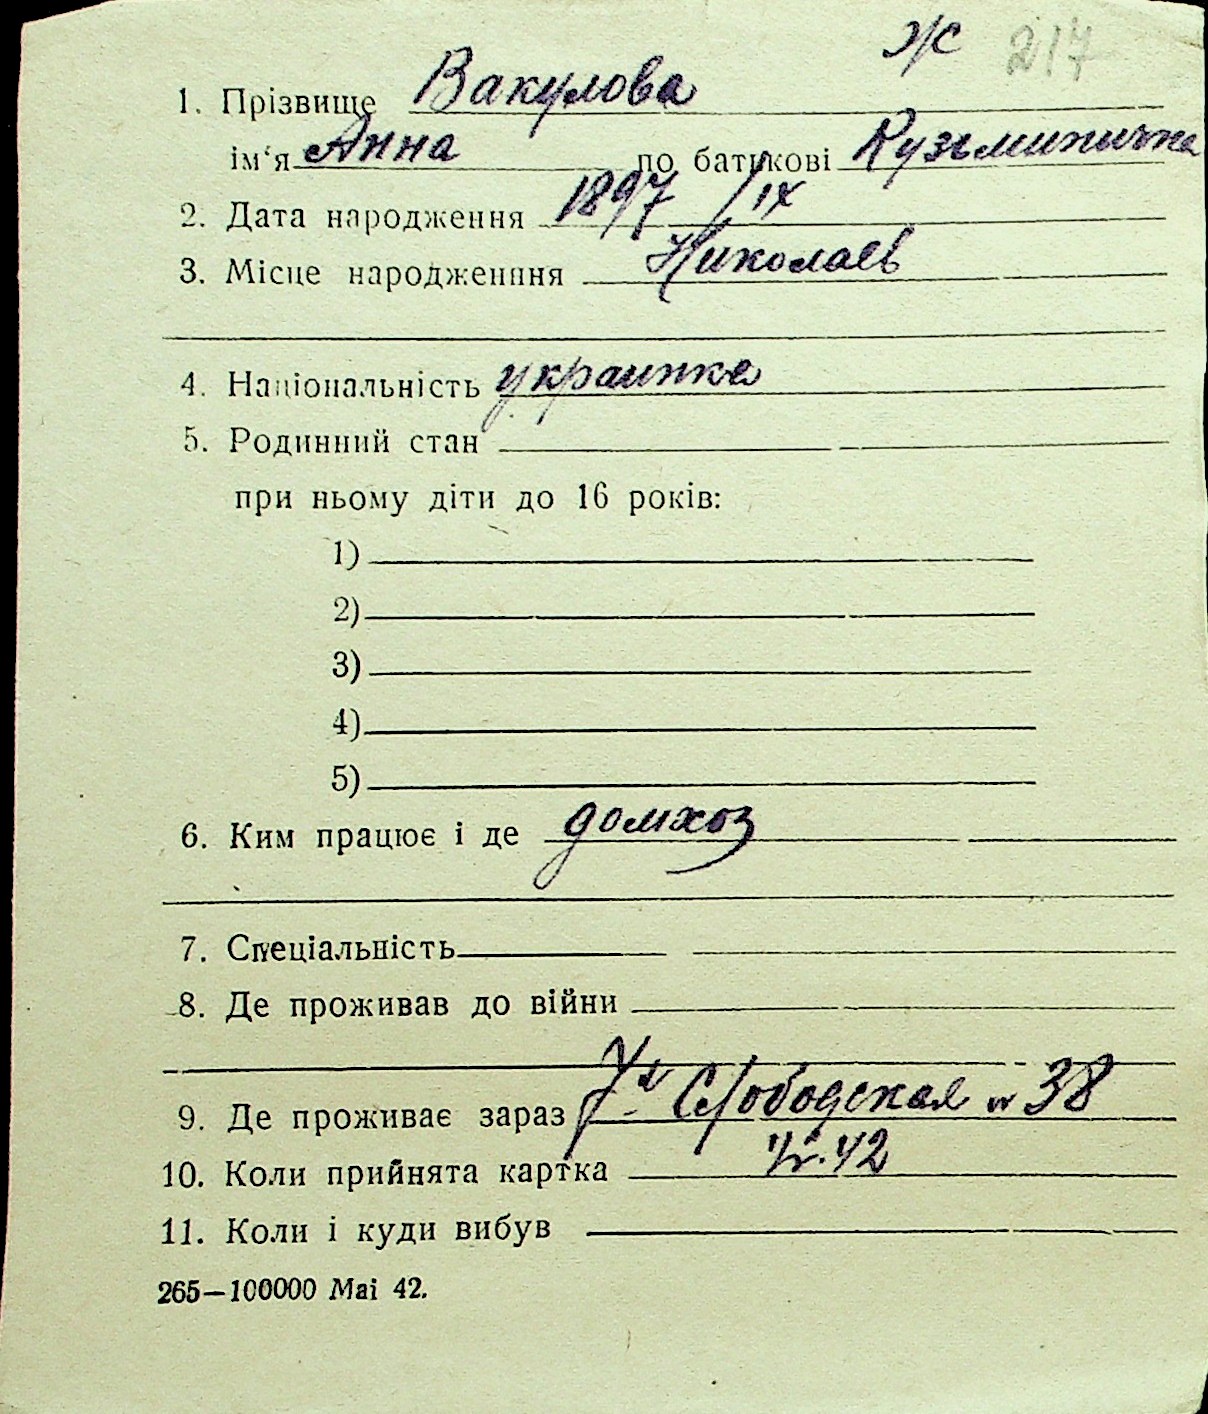 ж 217
1. Прізвище Вакулова
ім'я Анна по батькові Кузьминична
2. Дата народження 1897 /IX
3. Місце народження Николаев
4. Національність украинка
5. Родинний стан
при ньому діти до 16 років:
1)
2)
3)
4)
5)
6. Ким працює і де домхоз
7. Спеціальність
8. Де проживав до війни
9. Де проживає зараз Слободская № 38
10. Коли прийнята картка 42
11. Коли і куди вибув
265—100000 Mai 42.